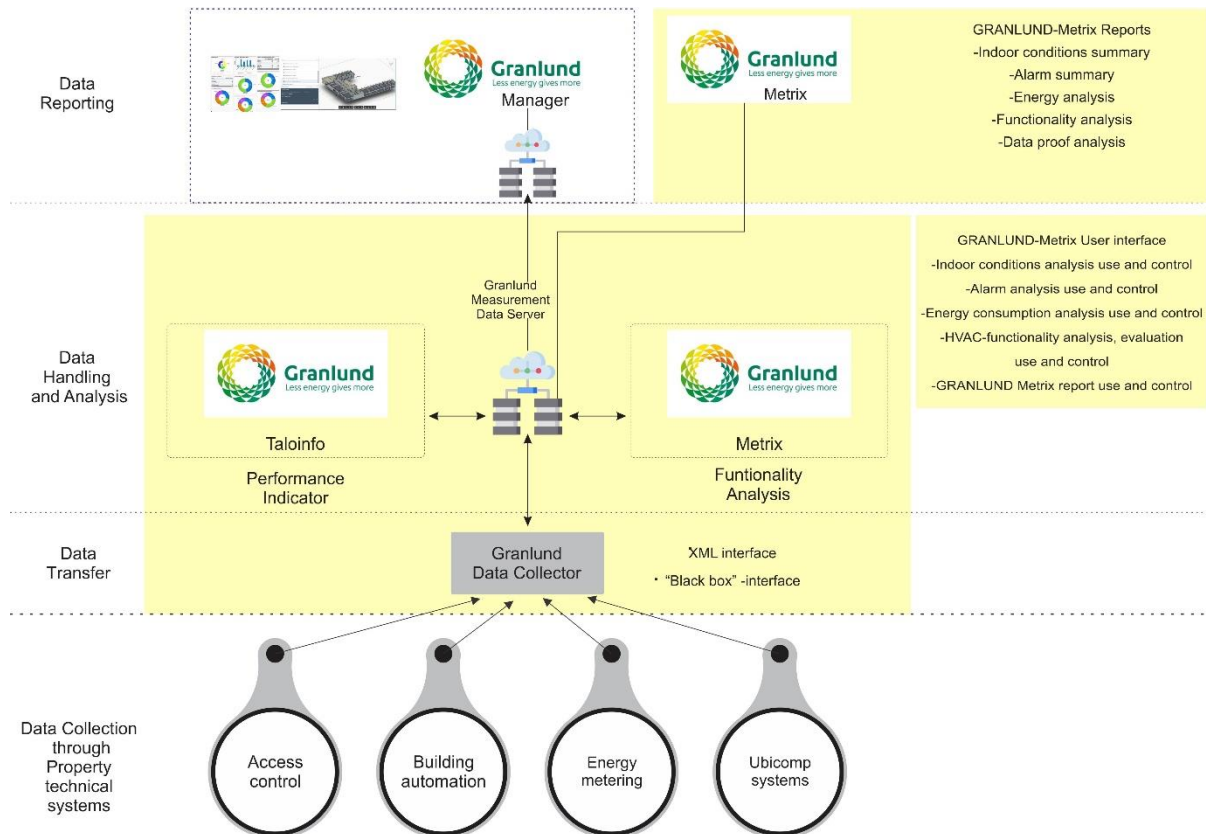 Data
Reporting
Granlund
Less energy gives more
Manager
Granlund
Less energy gives more
Metrix
GRANLUND-Metrix Reports
-Indoor conditions summary
-Alarm summary
-Energy analysis
-Functionality analysis
-Data proof analysis
Data
Handling
and Analysis
Granlund
Measurement
Data Server
Granlund
Less energy gives more
Taloinfo
Performance
Indicator
Granlund
Less energy gives more
Metrix
Funtionality
Analysis
GRANLUND-Metrix User interface
-Indoor conditions analysis use and control
-Alarm analysis use and control
-Energy consumption analysis use and control
-HVAC-functionality analysis, evaluation
use and control
-GRANLUND Metrix report use and control
Data
Transfer
Granlund
Data Collector
XML interface
• "Black box" -interface
Data Collection
through
Property
technical
systems
Access
control
Building
automation
Energy
metering
Ubicomp
systems